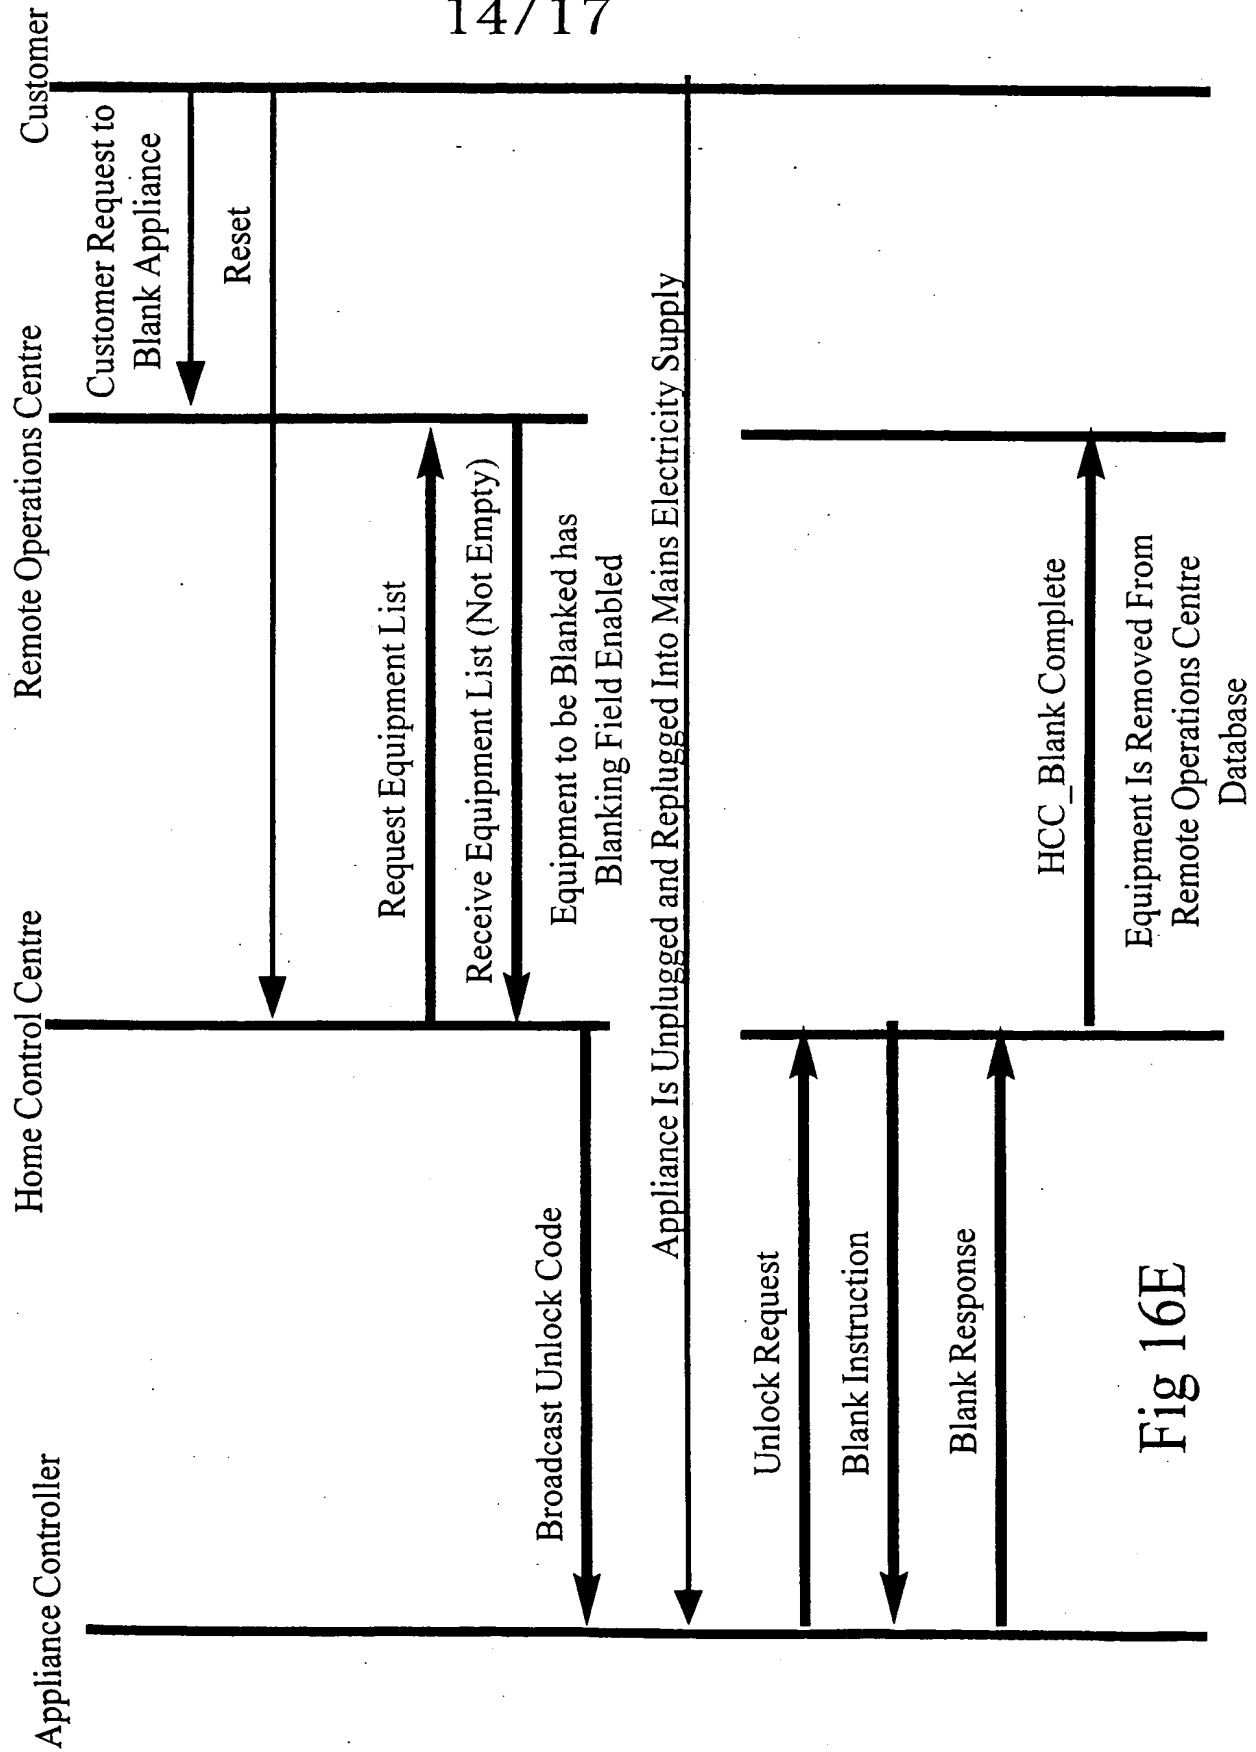 14/17
Appliance Controller
Home Control Centre
Remote Operations Centre
Customer
Customer Request to
Blank Appliance
Reset
Request Equipment List
Receive Equipment List (Not Empty)
Equipment to be Blanked has
Blanking Field Enabled
Broadcast Unlock Code
Appliance Is Unplugged and Replugged Into Mains Electricity Supply
Unlock Request
Blank Instruction
Blank Response
HCC_Blank Complete
Equipment Is Removed From
Remote Operations Centre
Database
Fig 16E